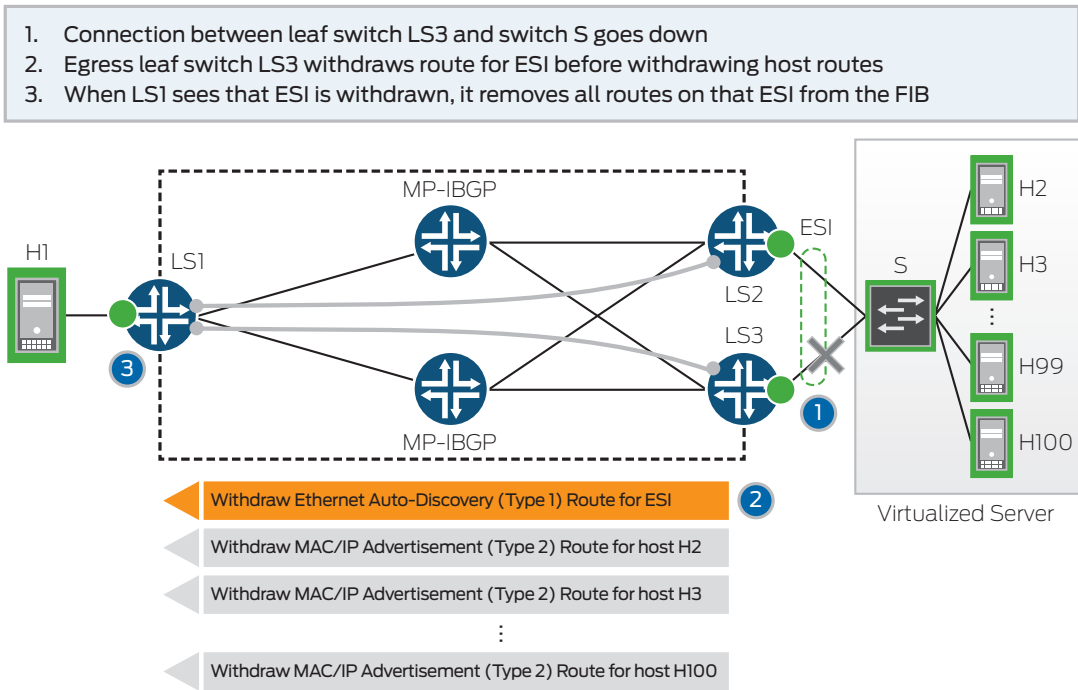 1. Connection between leaf switch LS3 and switch S goes down
2. Egress leaf switch LS3 withdraws route for ESI before withdrawing host routes
3. When LS1 sees that ESI is withdrawn, it removes all routes on that ESI from the FIB
MP-IBGP
H1
LS1
3
MP-IBGP
ESI
LS2
LS3
1
S
H2
H3
⋮
H99
H100
Virtualized Server
Withdraw Ethernet Auto-Discovery (Type 1) Route for ESI
2
Withdraw MAC/IP Advertisement (Type 2) Route for host H2
Withdraw MAC/IP Advertisement (Type 2) Route for host H3
⋮
Withdraw MAC/IP Advertisement (Type 2) Route for host H100